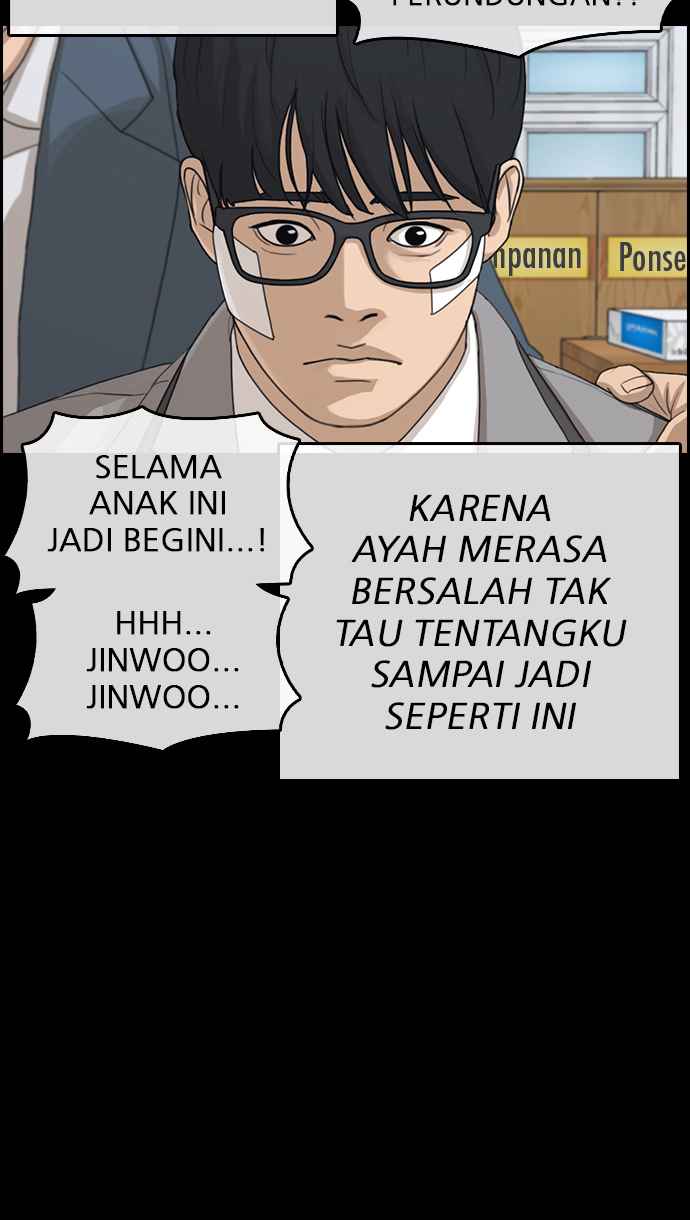 PERUNDUNGAN!?
mpanan
Ponse
SELAMA
ANAK INI
JADI BEGINI...!
HHH...
JINWOO...
JINWOO...
KARENA
AYAH MERASA
BERSALAH TAK
TAU TENTANGKU
SAMPAI JADI
SEPERTI INI